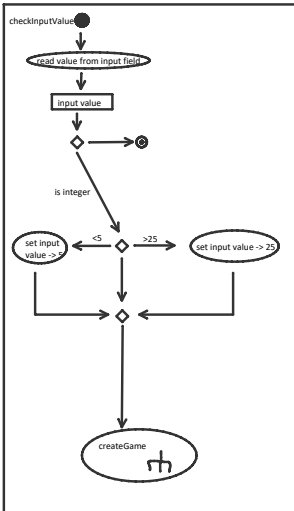 checkInputValue
read value from input field
input value
is integer
<5
>25
set input
value -> 5
set input value -> 25
createGame